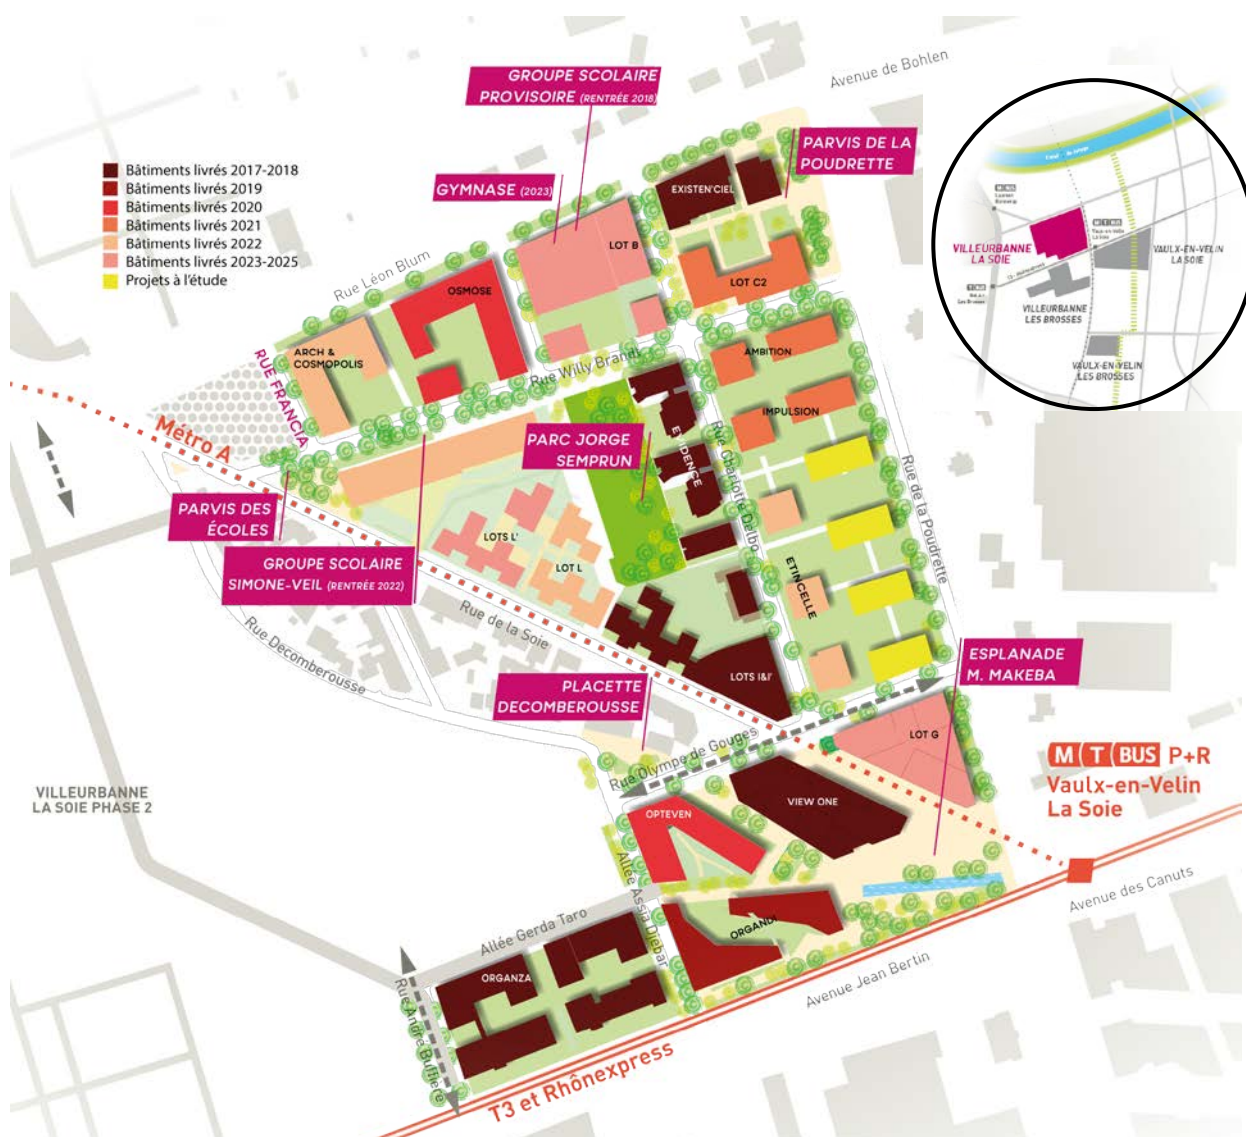 GROUPE SCOLAIRE
PROVISOIRE (RENTRÉE 2018)
Avenue de Bohlen
PARVIS DE LA
POUDRETTE
GYMNASE (2023)
Bâtiments livrés 2017-2018
Bâtiments livrés 2019
Bâtiments livrés 2020
Bâtiments livrés 2021
Bâtiments livrés 2022
Bâtiments livrés 2023-2025
Projets à l'étude
EXISTEN'CIEL
LOT B
LOT C2
Rue Léon Blum
OSMOSE
ARCH &
COSMOPOLIS
RUE FRANCIA
Rue Willy Brandt
AMBITION
IMPULSION
Métro A
PARC JORGE
SEMPRUN
EVIDENCE
Rue Charlotte Delbo
Rue de la Poudrette
PARVIS DES
ÉCOLES
GROUPE SCOLAIRE
SIMONE-VEIL (RENTRÉE 2022)
LOTS L'
LOT L
ETINCELLE
Rue de la Soie
Rue Decomberousse
LOTS I&I'
PLACETTE
DECOMBEROUSSE
ESPLANADE
M. MAKEBA
LOT G
Rue Olympe de Gouges
M T BUS P+R
Vaulx-en-Velin
La Soie
VILLEURBANNE
LA SOIE PHASE 2
VIEW ONE
OPTEVEN
Allée Assia Djebar
Allée Gerda Taro
ORGANDI
ORGANZA
Rue André Buffière
Avenue des Canuts
Avenue Jean Bertin
T3 et Rhônexpress
VILLEURBANNE
LA SOIE
M T BUS
Vaulx-en-Velin
La Soie
VAULX-EN-VELIN
LA SOIE
VILLEURBANNE
LES BROSSES
VAULX-EN-VELIN
LES BROSSES